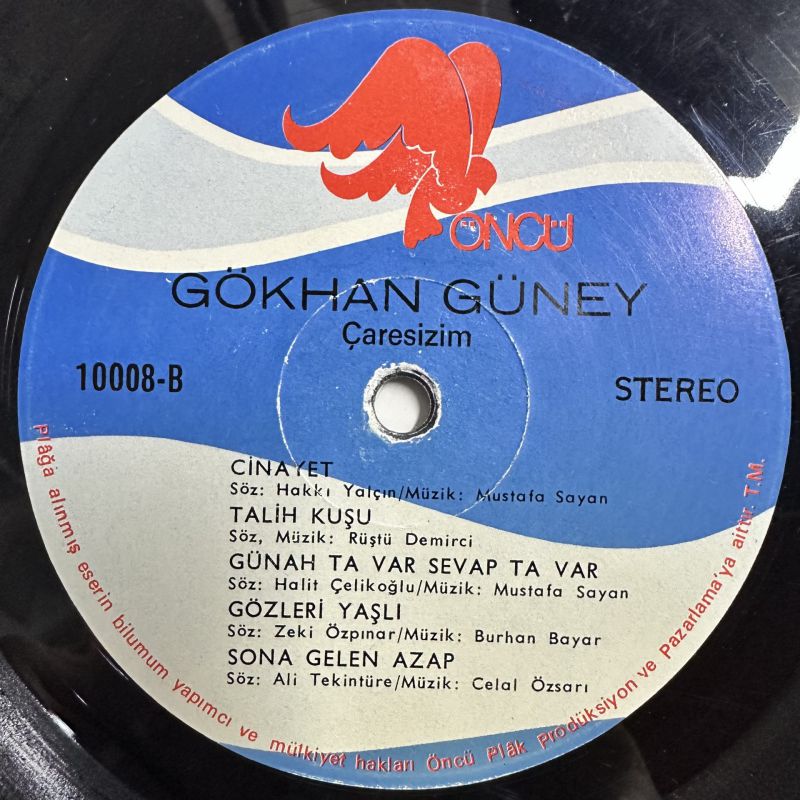 ÖNCÜ
GÖKHAN GÜNEY
Çaresizim
10008-B
STEREO
CİNAYET
Söz: Hakkı Yalçın/Müzik: Mustafa Sayan
TALİH KUŞU
Söz, Müzik: Rüştü Demirci
GÜNAH TA VAR SEVAP TA VAR
Söz: Halit Çelikoğlu/Müzik: Mustafa Sayan
GÖZLERİ YAŞLI
Söz: Zeki Özpınar/Müzik: Burhan Bayar
SONA GELEN AZAP
Söz: Ali Tekintüre/Müzik: Celal Özsarı
Plâğa alınmış eserin bilumum yapımcı ve mülkiyet hakları Öncü Plâk Prodüksiyon ve Pazarlama'ya aittir. T.M.